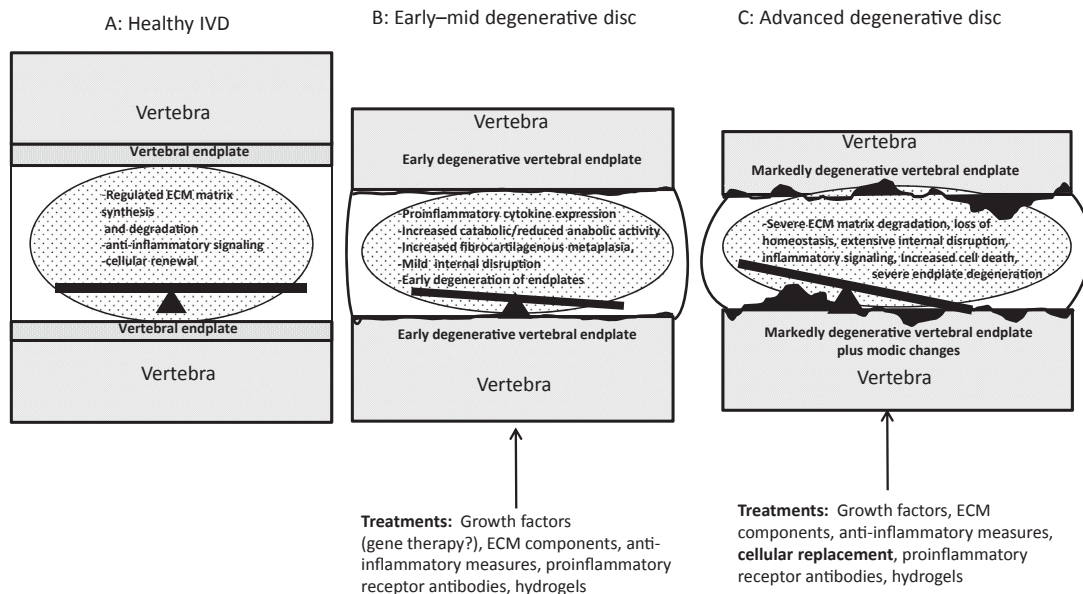 A: Healthy IVD
Vertebra
Vertebral endplate
-Regulated ECM matrix
synthesis
and degradation
-anti-inflammatory signaling
-cellular renewal
Vertebral endplate
Vertebra
B: Early–mid degenerative disc
Vertebra
Early degenerative vertebral endplate
-Proinflammatory cytokine expression
-Increased catabolic/reduced anabolic activity
-Increased fibrocartilagenous metaplasia,
-Mild internal disruption
-Early degeneration of endplates
Early degenerative vertebral endplate
Vertebra
Treatments: Growth factors
(gene therapy?), ECM components, anti-
inflammatory measures, proinflammatory
receptor antibodies, hydrogels
C: Advanced degenerative disc
Vertebra
Markedly degenerative vertebral endplate
-Severe ECM matrix degradation, loss of
homeostasis, extensive internal disruption,
inflammatory signaling, Increased cell death,
severe endplate degeneration
Markedly degenerative vertebral endplate
plus modic changes
Vertebra
Treatments: Growth factors, ECM
components, anti-inflammatory measures,
cellular replacement, proinflammatory
receptor antibodies, hydrogels